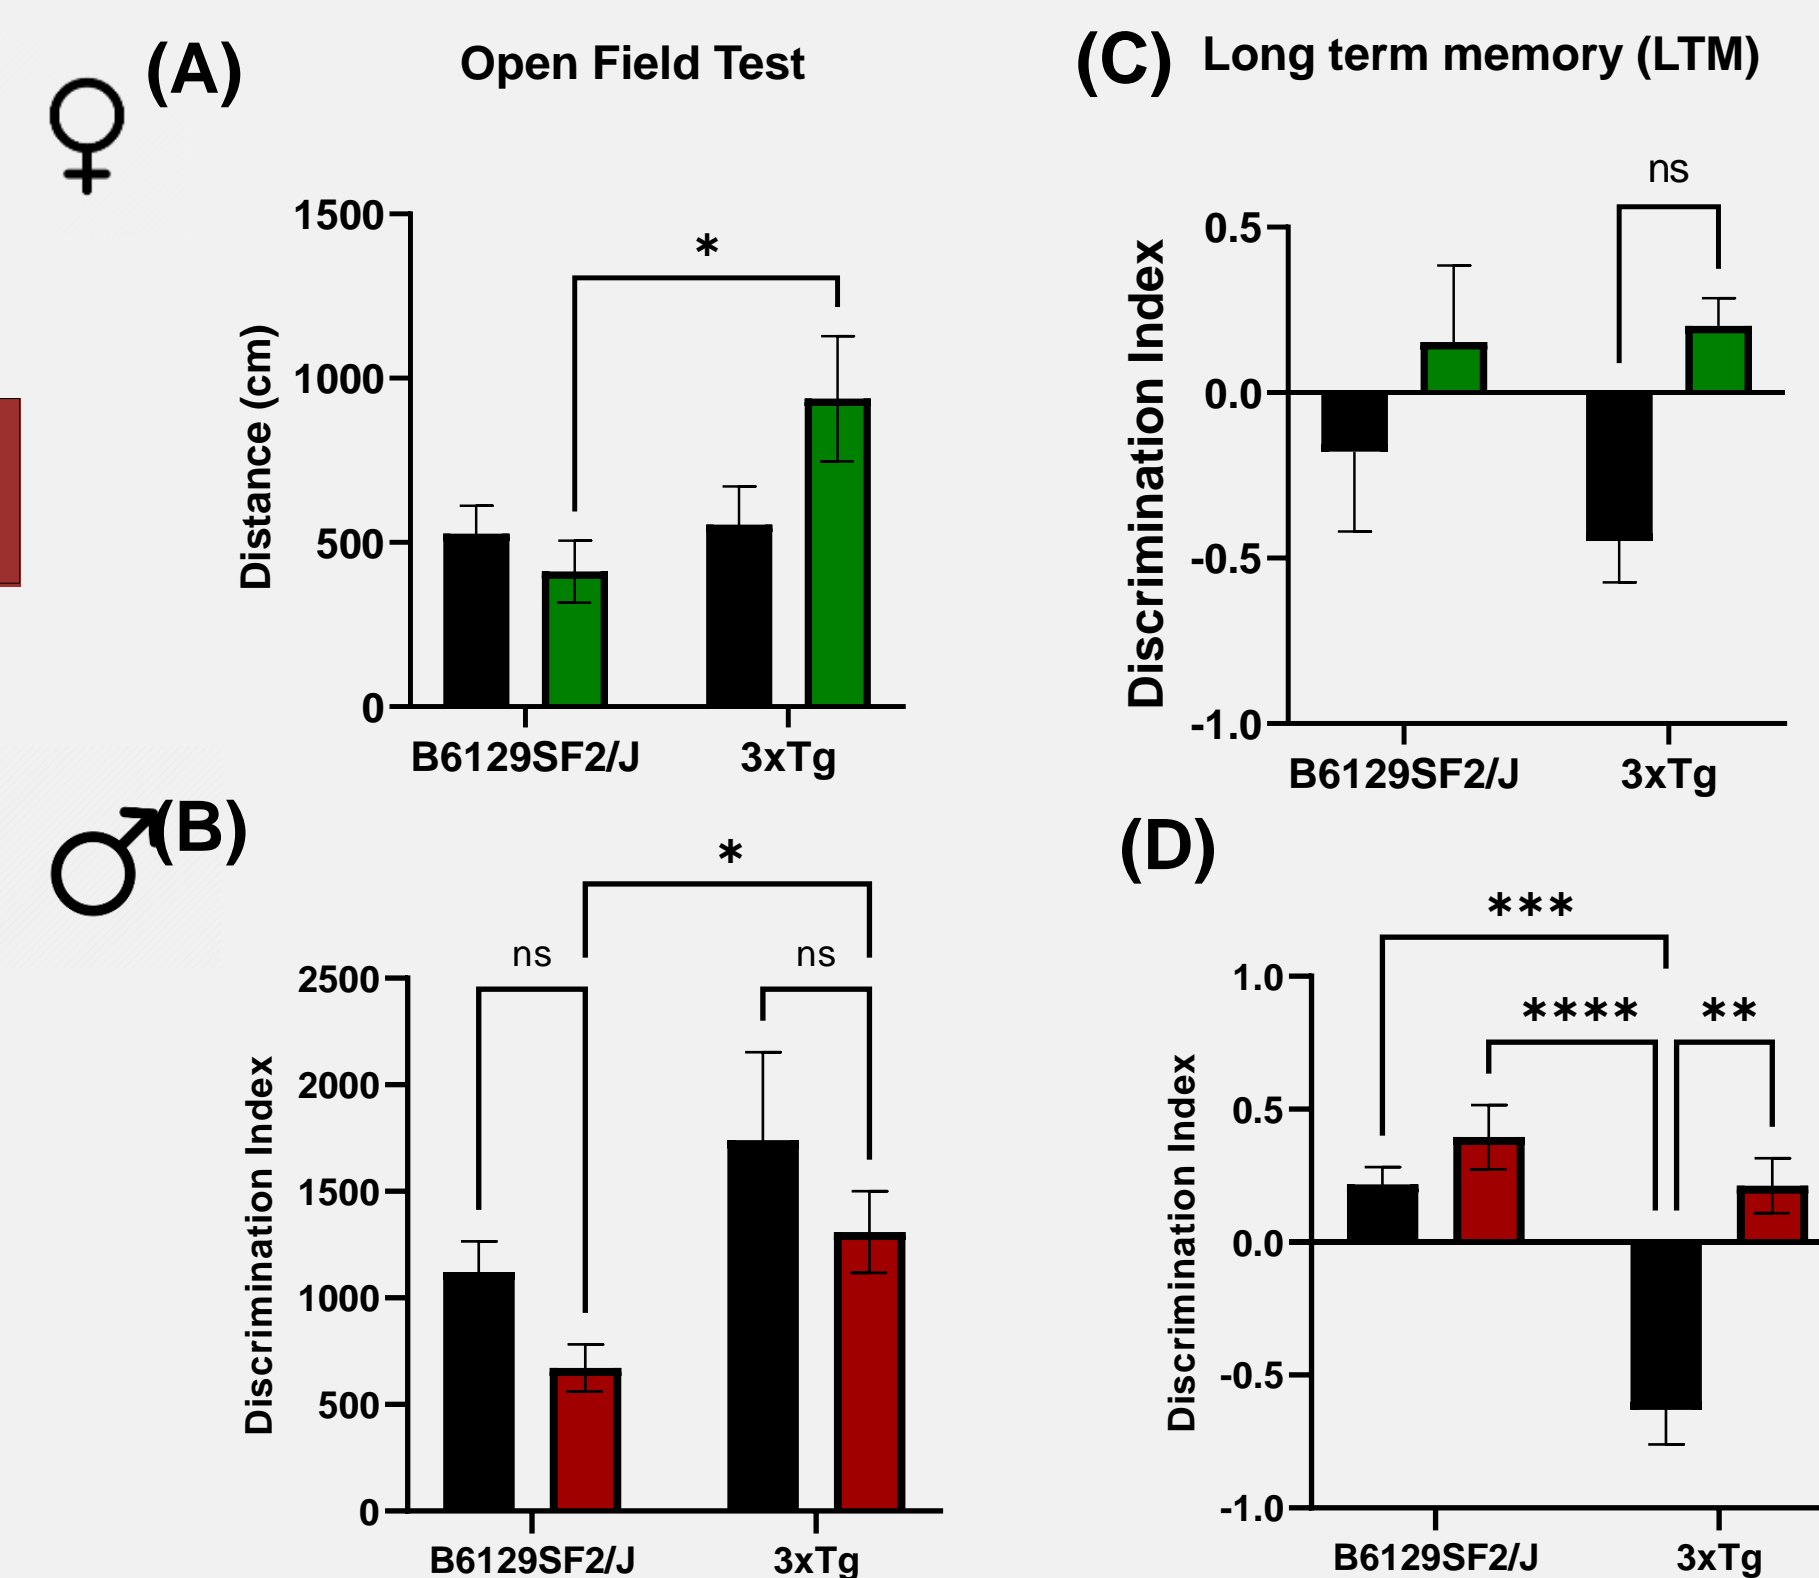 (A)
Open Field Test
1500
1000
500
0
Distance (cm)
*
B6129SF2/J
3xTg
(C)
Long term memory (LTM)
ns
0.5
0.0
-0.5
-1.0
Discrimination Index
B6129SF2/J
3xTg
(B)
*
ns
ns
2500
2000
1500
1000
500
0
Discrimination Index
B6129SF2/J
3xTg
(D)
***
**** **
1.0
0.5
0.0
-0.5
-1.0
Discrimination Index
B6129SF2/J
3xTg